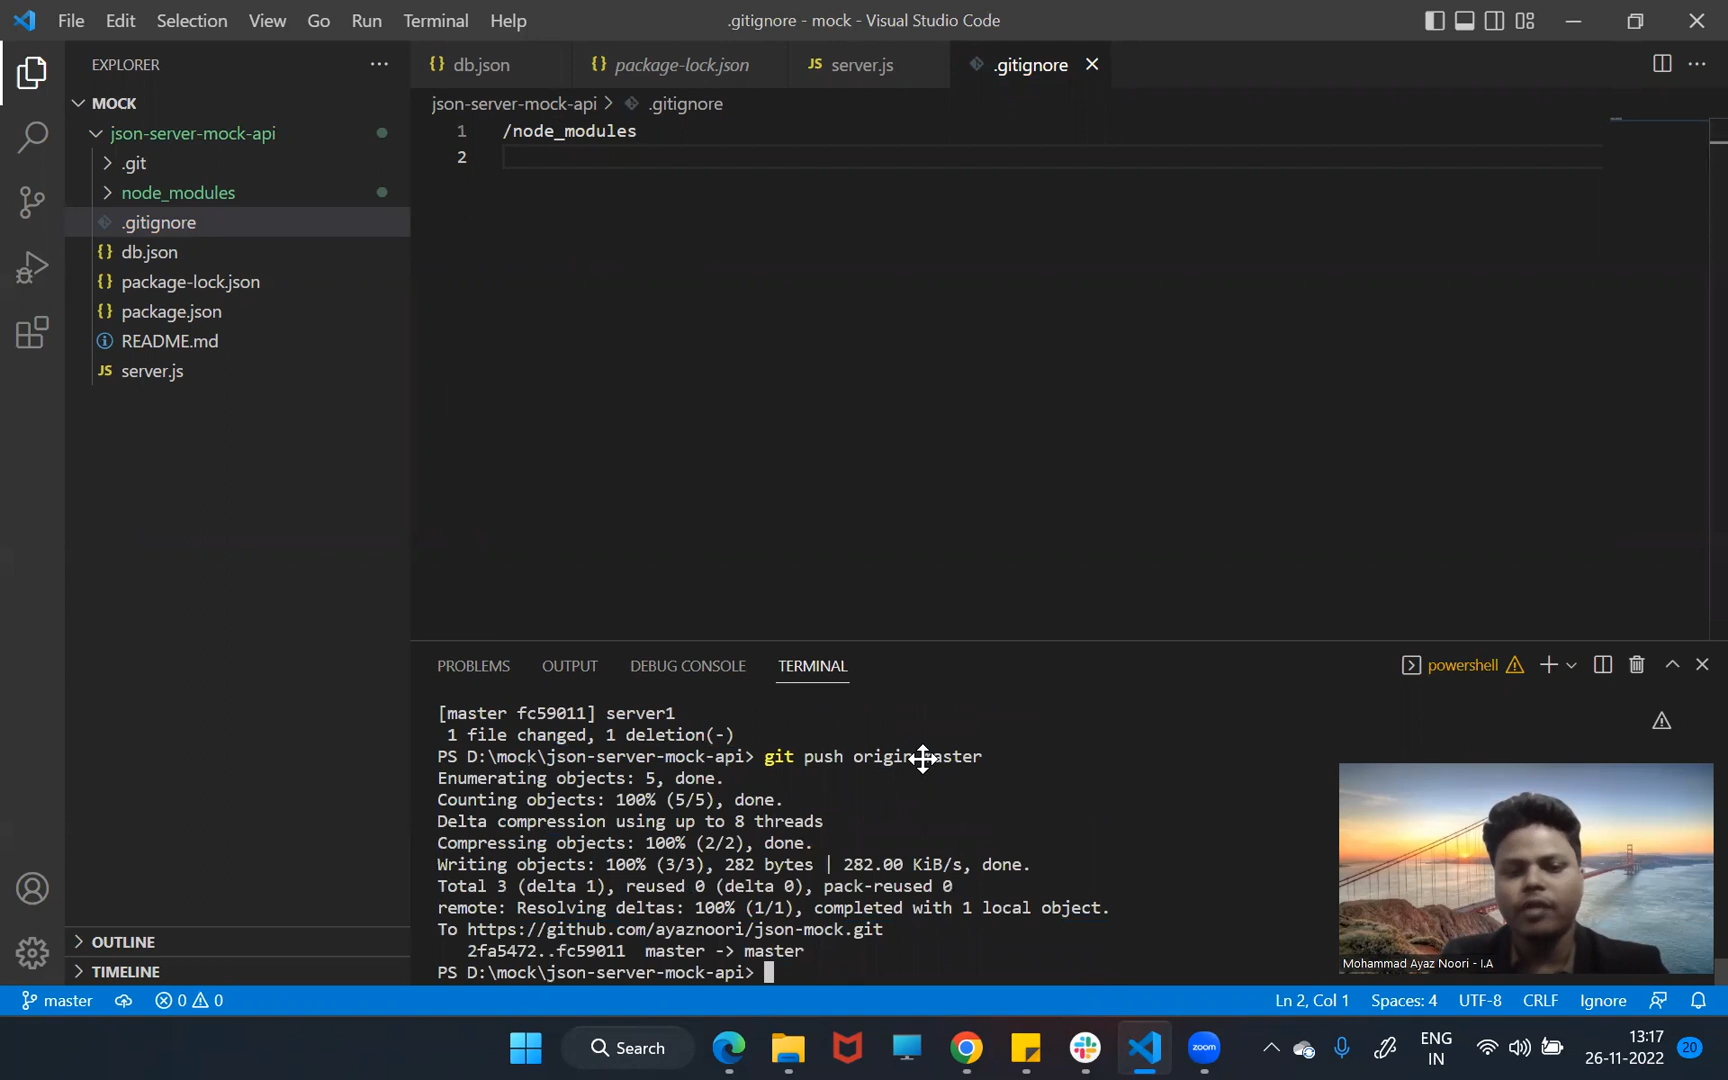 File Edit Selection View Go Run Terminal Help
.gitignore - mock - Visual Studio Code
EXPLORER
MOCK
json-server-mock-api
.git
node_modules
.gitignore
db.json
package-lock.json
package.json
README.md
JS server.js
OUTLINE
TIMELINE
{} db.json {} package-lock.json JS server.js .gitignore
json-server-mock-api > .gitignore
1 /node_modules
2
PROBLEMS OUTPUT DEBUG CONSOLE TERMINAL
powershell
[master fc59011] server1
1 file changed, 1 deletion(-)
PS D:\mock\json-server-mock-api> git push origin master
Enumerating objects: 5, done.
Counting objects: 100% (5/5), done.
Delta compression using up to 8 threads
Compressing objects: 100% (2/2), done.
Writing objects: 100% (3/3), 282 bytes | 282.00 KiB/s, done.
Total 3 (delta 1), reused 0 (delta 0), pack-reused 0
remote: Resolving deltas: 100% (1/1), completed with 1 local object.
To https://github.com/ayaznoori/json-mock.git
2fa5472..fc59011 master -> master
PS D:\mock\json-server-mock-api>
Mohammad Ayaz Noori - I.A
master 0 0 Ln 2, Col 1 Spaces: 4 UTF-8 CRLF Ignore
Search
zoom
ENG
IN
13:17
26-11-2022
20